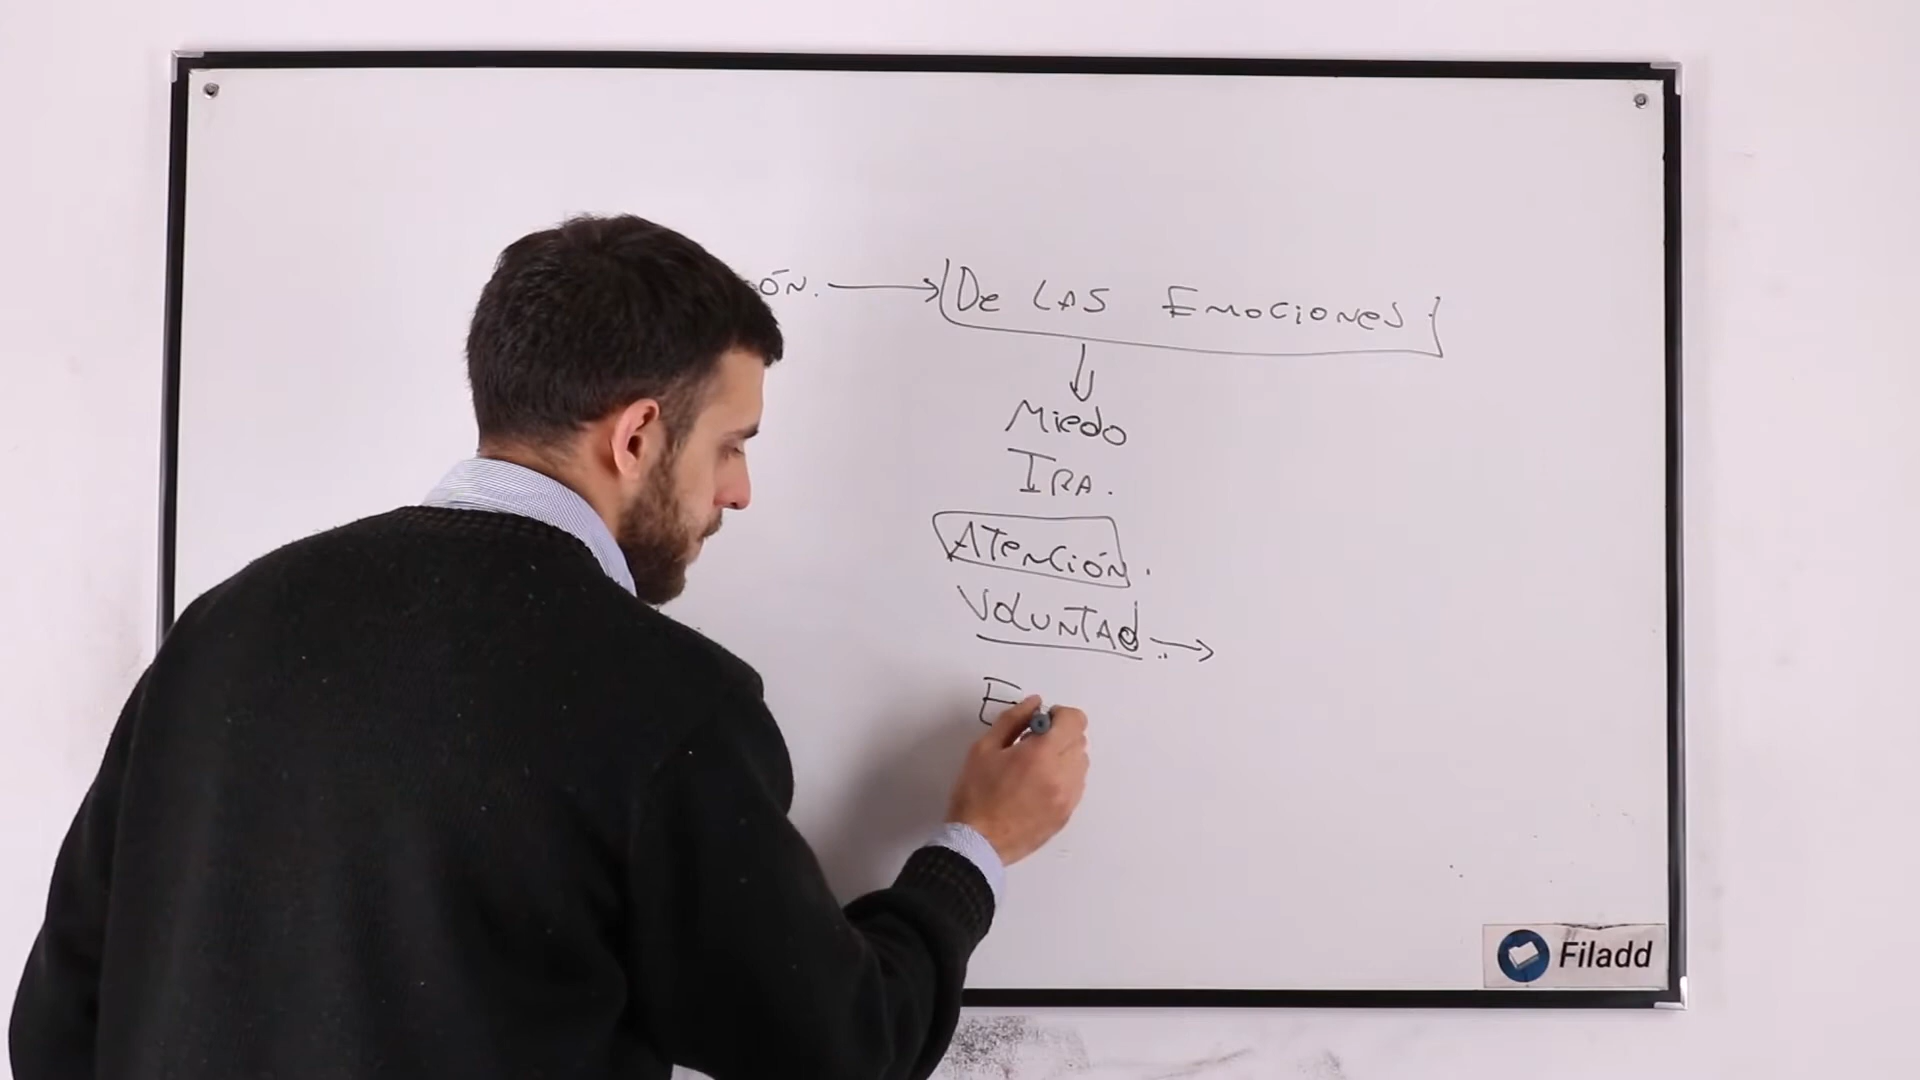 ÓN. → De LAS EmoCiones
Miedo
IRA.
ATenCión.
VOLUNTAd →
E
Filadd